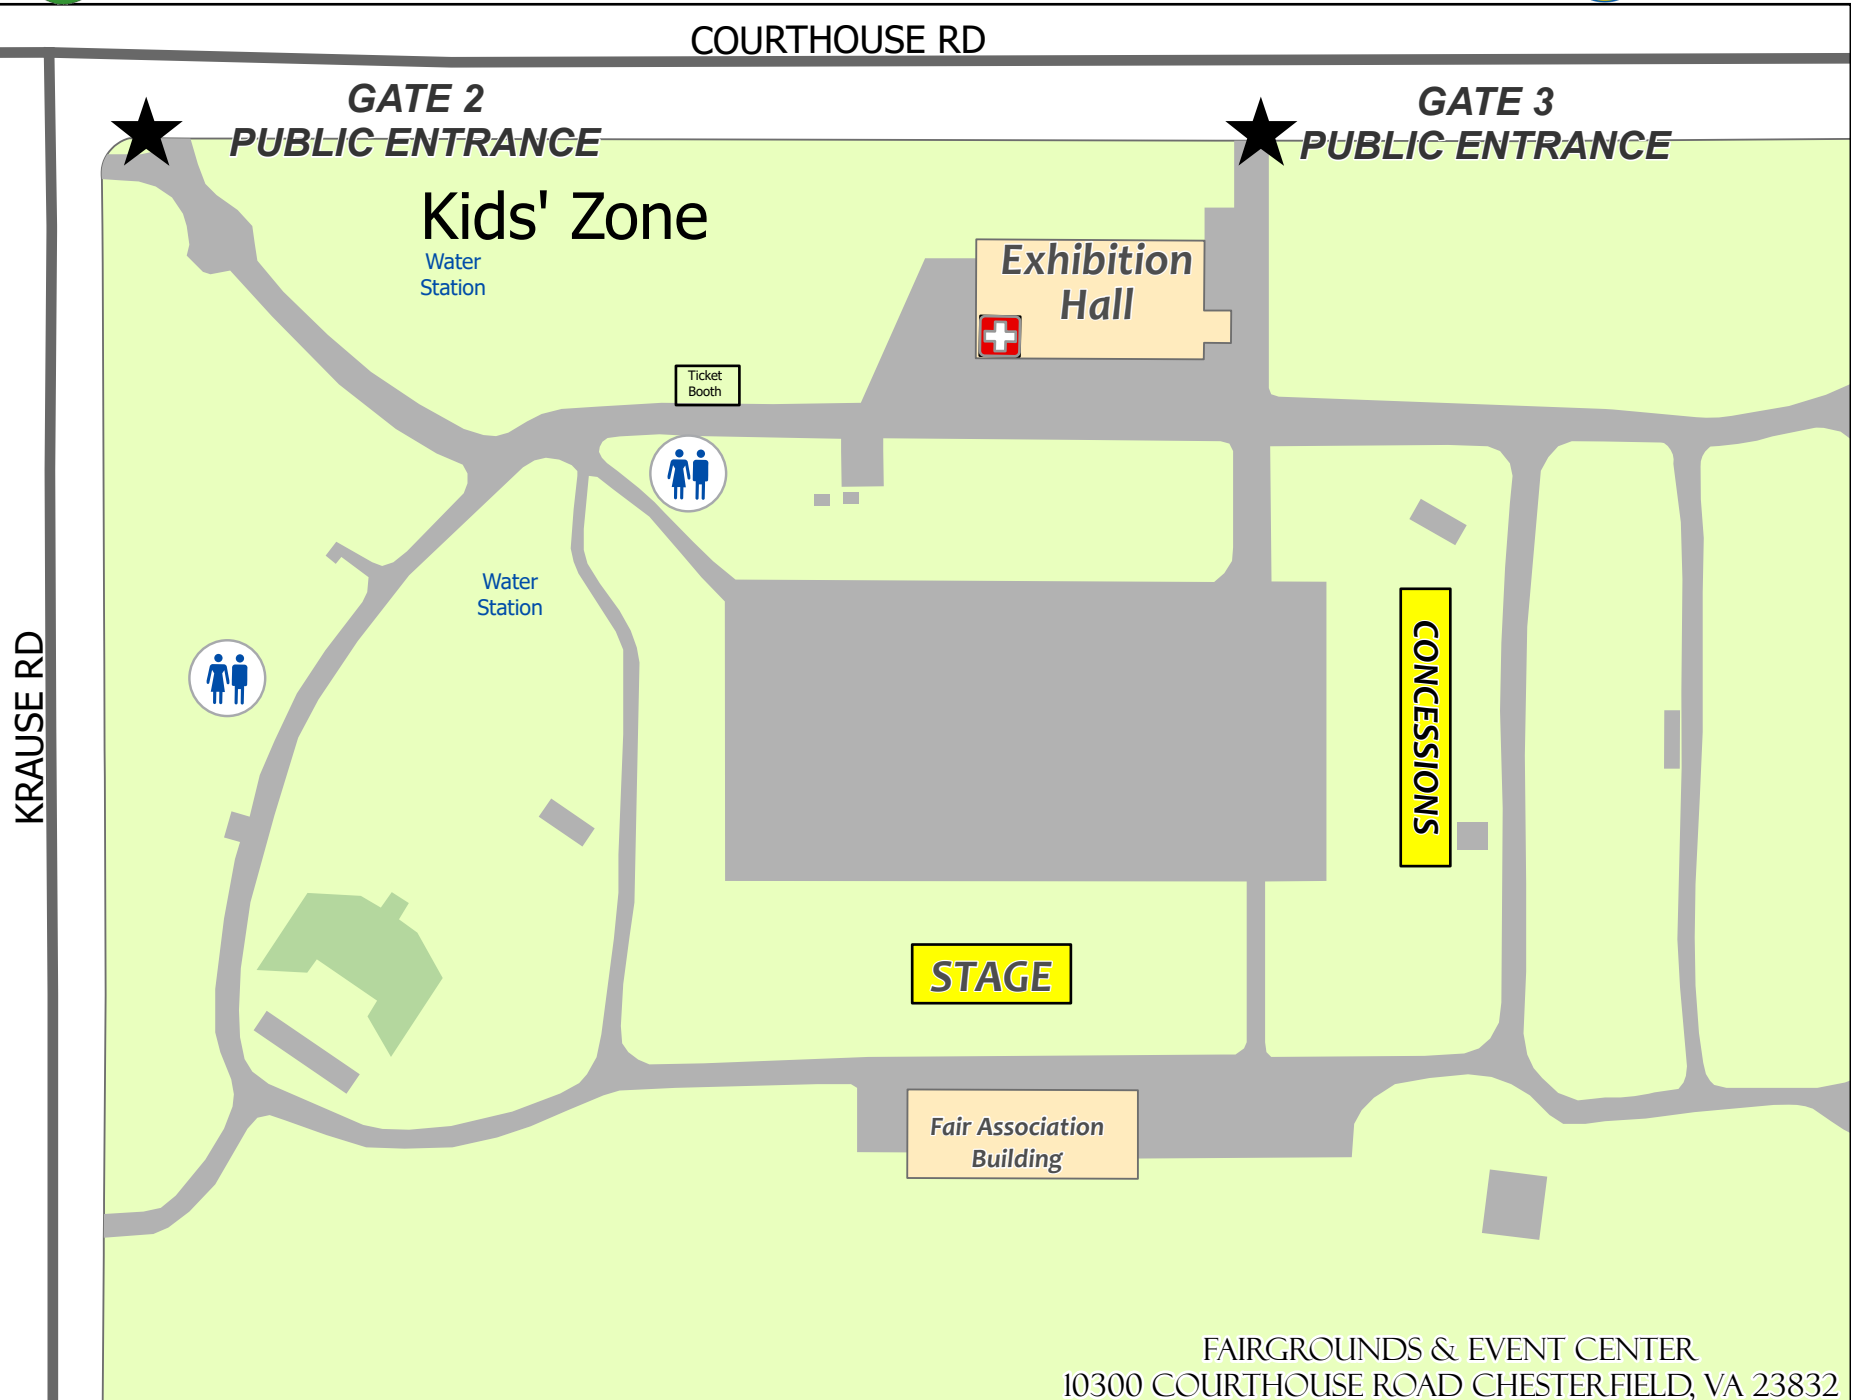 COURTHOUSE RD
GATE 2
PUBLIC ENTRANCE
GATE 3
PUBLIC ENTRANCE
Kids' Zone
Water
Station
Exhibition
Hall
Ticket
Booth
Water
Station
KRAUSE RD
CONCESSIONS
STAGE
Fair Association
Building
FAIRGROUNDS & EVENT CENTER
10300 COURTHOUSE ROAD CHESTERFIELD, VA 23832